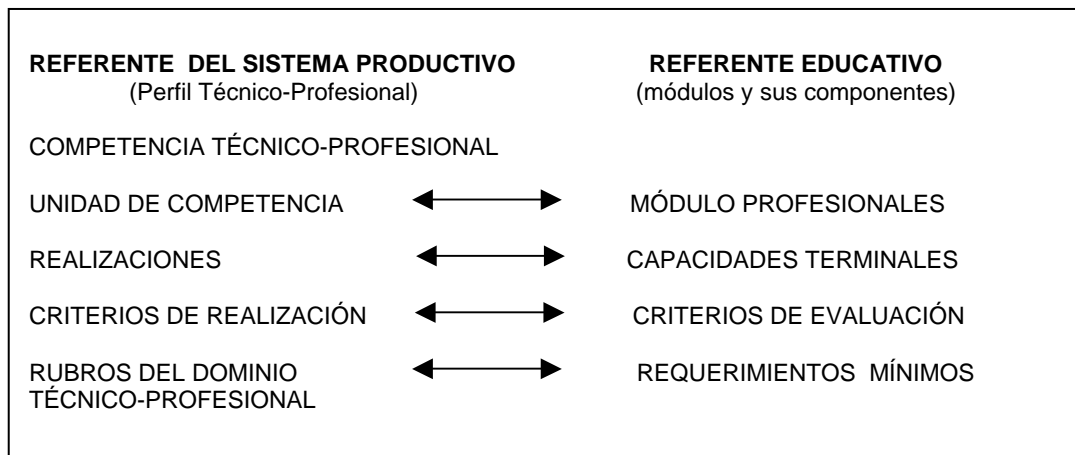 REFERENTE DEL SISTEMA PRODUCTIVO REFERENTE EDUCATIVO
(Perfil Técnico-Profesional) (módulos y sus componentes)
COMPETENCIA TÉCNICO-PROFESIONAL
UNIDAD DE COMPETENCIA MÓDULO PROFESIONALES
REALIZACIONES CAPACIDADES TERMINALES
CRITERIOS DE REALIZACIÓN CRITERIOS DE EVALUACIÓN
RUBROS DEL DOMINIO REQUERIMIENTOS MÍNIMOS
TÉCNICO-PROFESIONAL